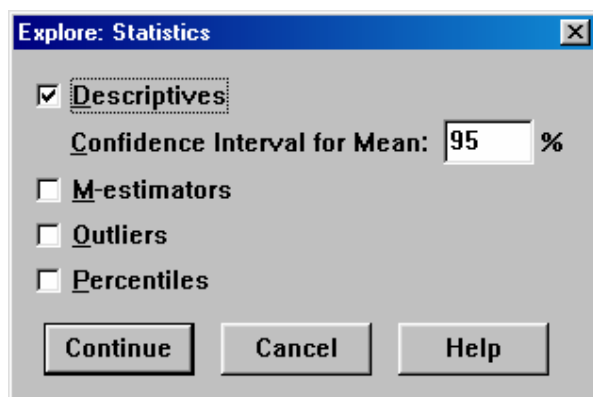 Explore: Statistics
Descriptives
Confidence Interval for Mean: 95 %
M-estimators
Outliers
Percentiles
Continue Cancel Help